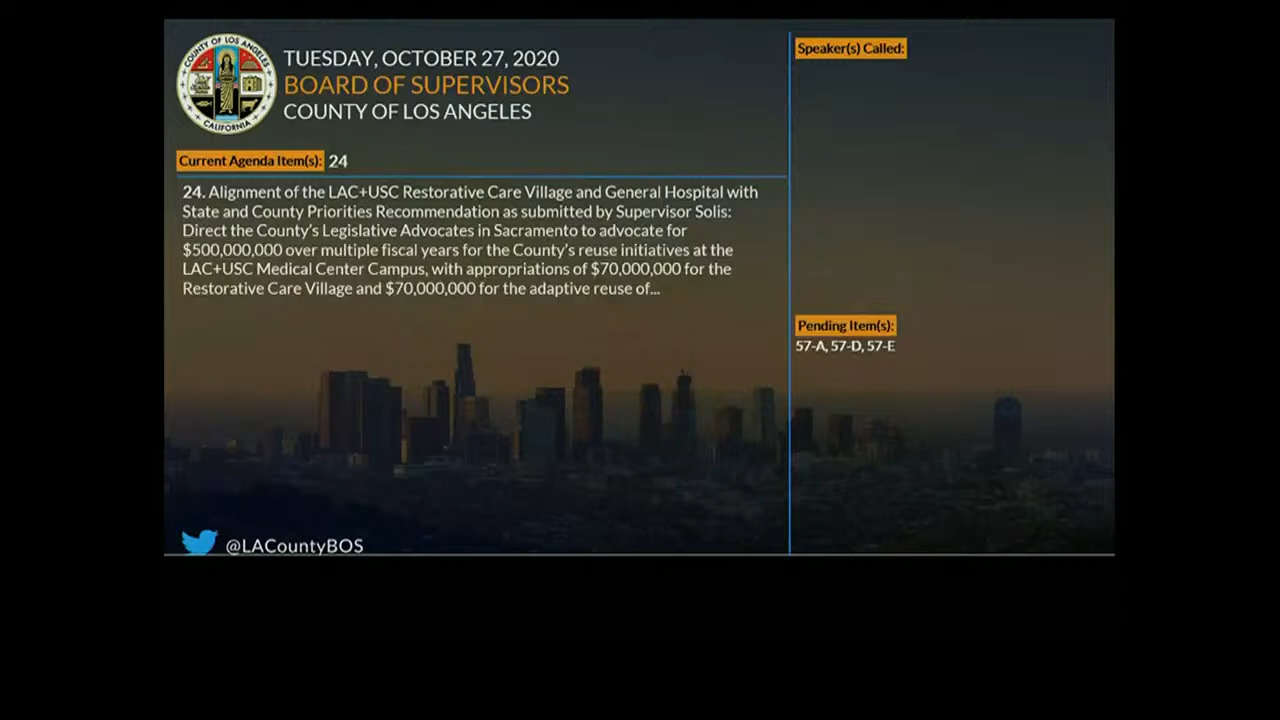 COUNTY OF LOS ANGELES
CALIFORNIA
TUESDAY, OCTOBER 27, 2020
BOARD OF SUPERVISORS
COUNTY OF LOS ANGELES
Current Agenda Item(s): 24
24. Alignment of the LAC+USC Restorative Care Village and General Hospital with
State and County Priorities Recommendation as submitted by Supervisor Solis:
Direct the County's Legislative Advocates in Sacramento to advocate for
$500,000,000 over multiple fiscal years for the County's reuse initiatives at the
LAC+USC Medical Center Campus, with appropriations of $70,000,000 for the
Restorative Care Village and $70,000,000 for the adaptive reuse of...
@LACountyBOS
Speaker(s) Called:
Pending Item(s):
57-A, 57-D, 57-E